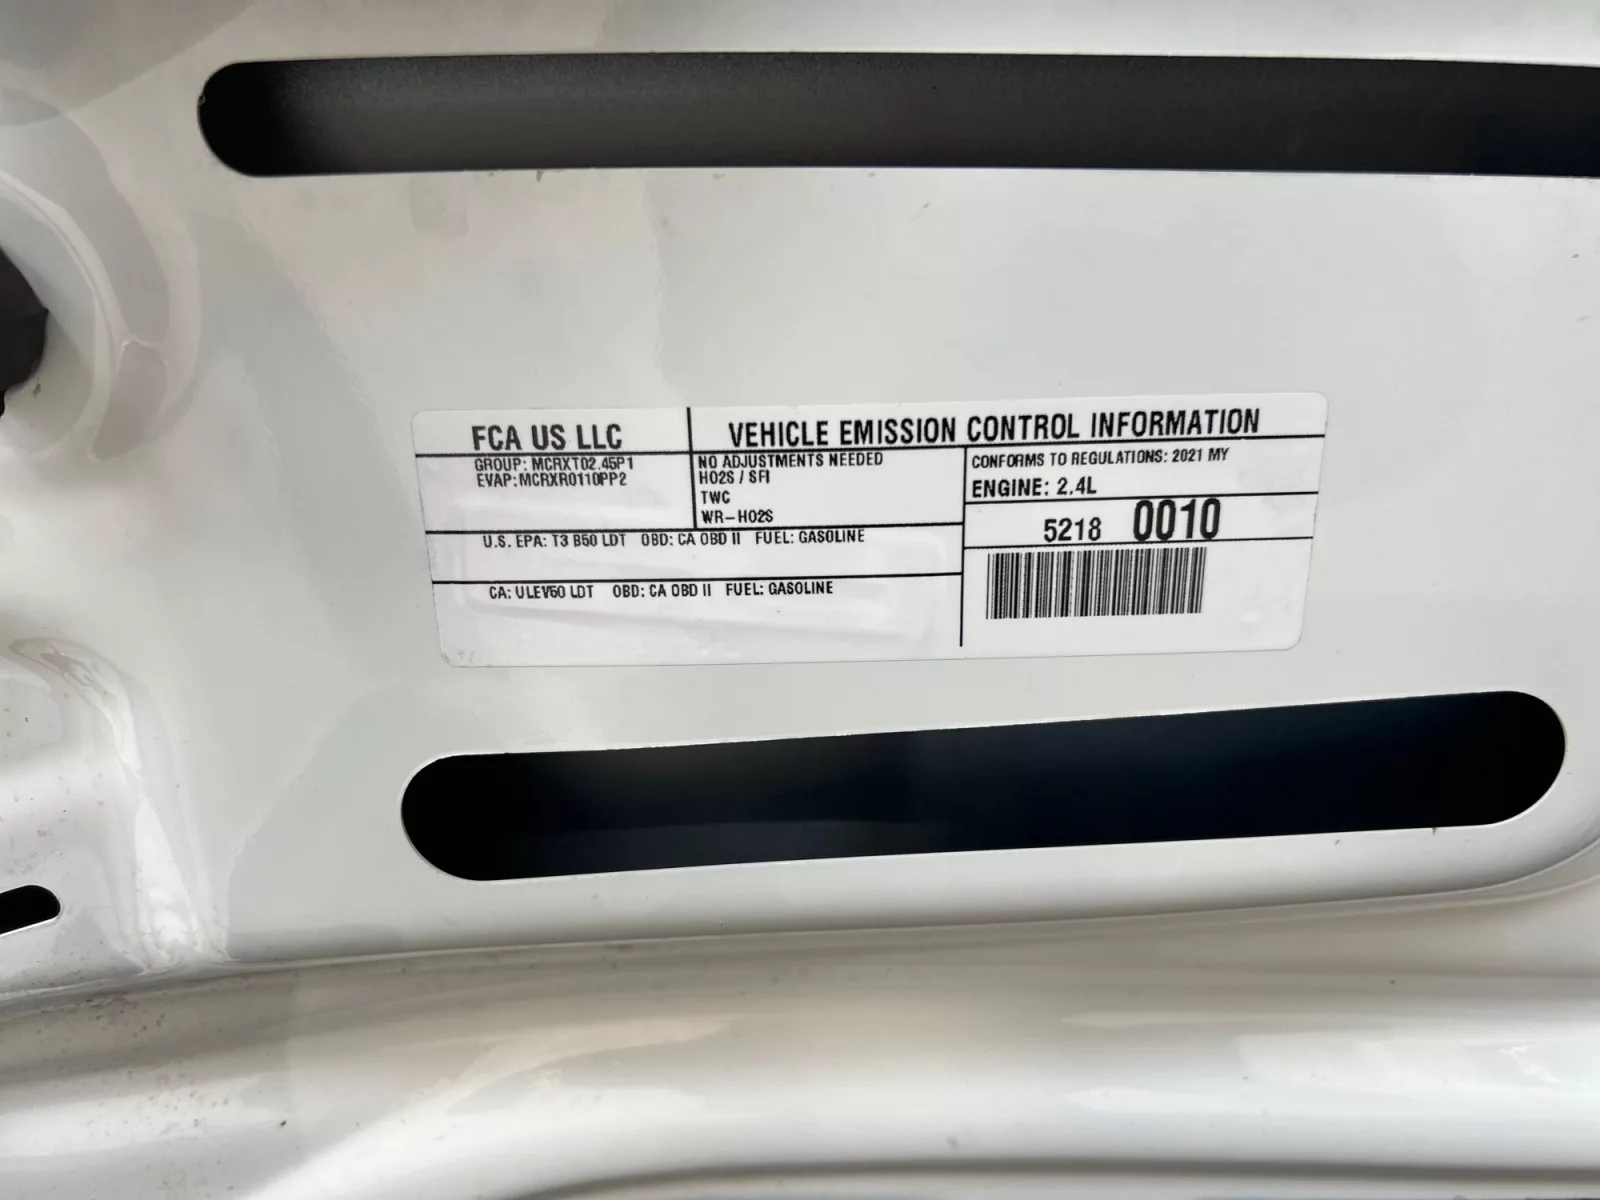 FCA US LLC
GROUP: MCRXT02.45P1
EVAP:MCRXR0110PP2
VEHICLE EMISSION CONTROL INFORMATION
NO ADJUSTMENTS NEEDED
HO2S / SFI
TWC
WR-HO2S
CONFORMS TO REGULATIONS: 2021 MY
ENGINE: 2.4L
5218 0010
U.S. EPA: T3 B50 LDT OBD: CA OBD II FUEL: GASOLINE
CA: ULEV50 LDT OBD: CA OBD II FUEL: GASOLINE